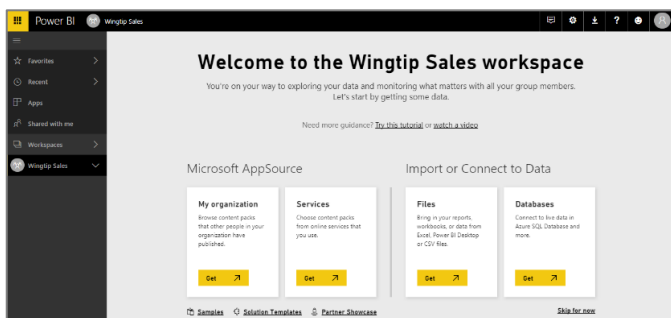 Power BI
Wingtip Sales
Favorites
Recent
Apps
Shared with me
Workspaces
Wingtip Sales
Welcome to the Wingtip Sales workspace
You're on your way to exploring your data and monitoring what matters with all your group members.
Let's start by getting some data.
Need more guidance? Try this tutorial or watch a video
Microsoft AppSource
Import or Connect to Data
My organization
Browse content packs
that other people in your
organization have
published.
Get
Services
Choose content packs
from online services that
you use.
Get
Files
Bring in your reports,
workbooks, or data from
Excel, Power BI Desktop
or CSV files.
Get
Databases
Connect to live data in
Azure SQL Database and
more.
Get
Samples
Solution Templates
Partner Showcase
Skip for now